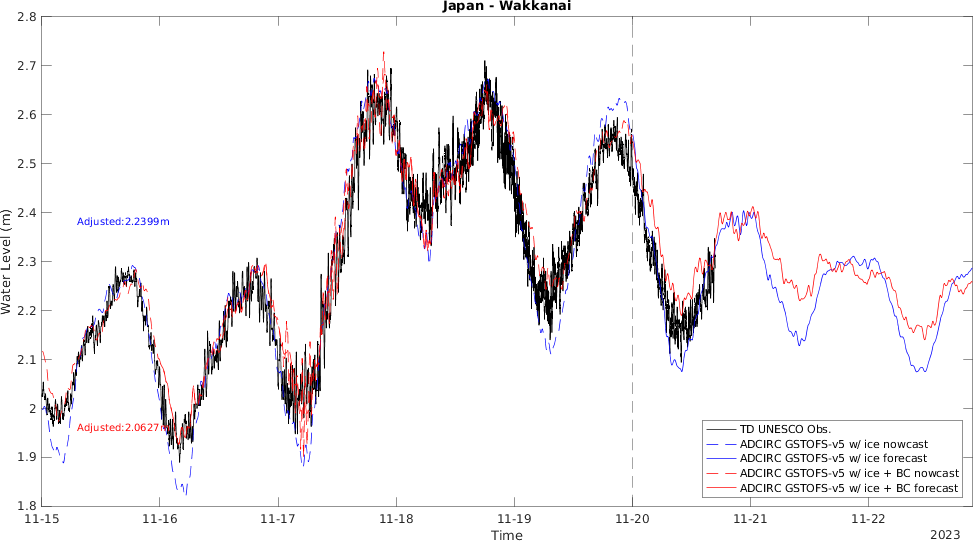 Japan - Wakkanai
2.8
2.7
2.6
2.5
2.4
2.3
2.2
2.1
2
1.9
1.8
Water Level (m)
Adjusted:2.2399m
Adjusted:2.0627m
TD UNESCO Obs.
ADCIRC GSTOFS-v5 w/ ice nowcast
ADCIRC GSTOFS-v5 w/ ice forecast
ADCIRC GSTOFS-v5 w/ ice + BC nowcast
ADCIRC GSTOFS-v5 w/ ice + BC forecast
11-15 11-16 11-17 11-18 11-19 11-20 11-21 11-22
Time
2023